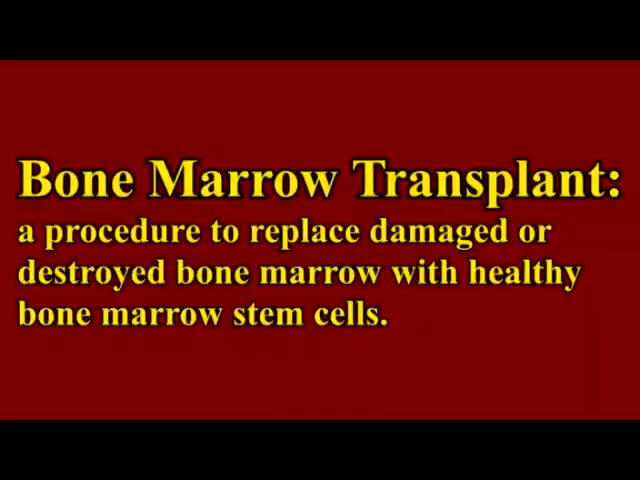 Bone Marrow Transplant:
a procedure to replace damaged or
destroyed bone marrow with healthy
bone marrow stem cells.